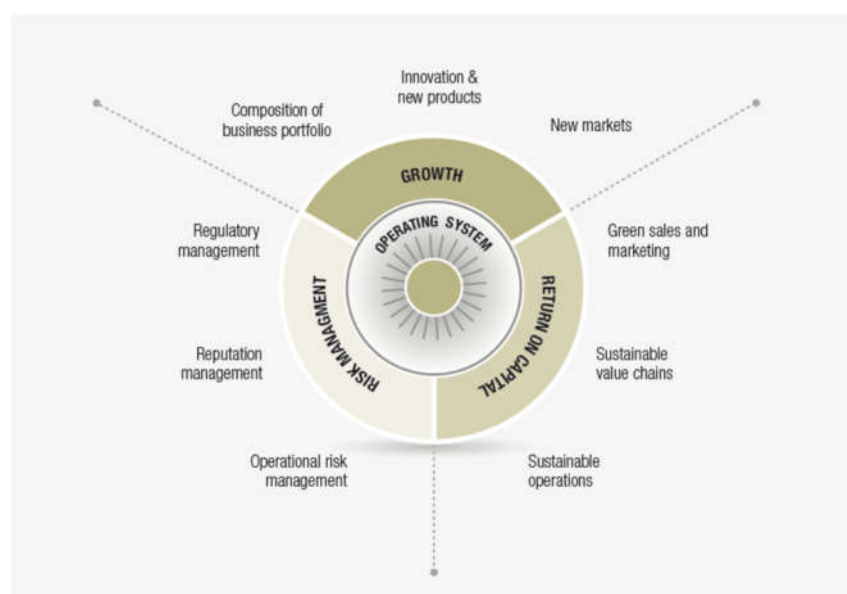 Innovation &
new products
Composition of
business portfolio
New markets
GROWTH
OPERATING SYSTEM
Regulatory
management
Green sales and
marketing
RISK MANAGMENT
RETURN ON CAPITAL
Reputation
management
Sustainable
value chains
Operational risk
management
Sustainable
operations